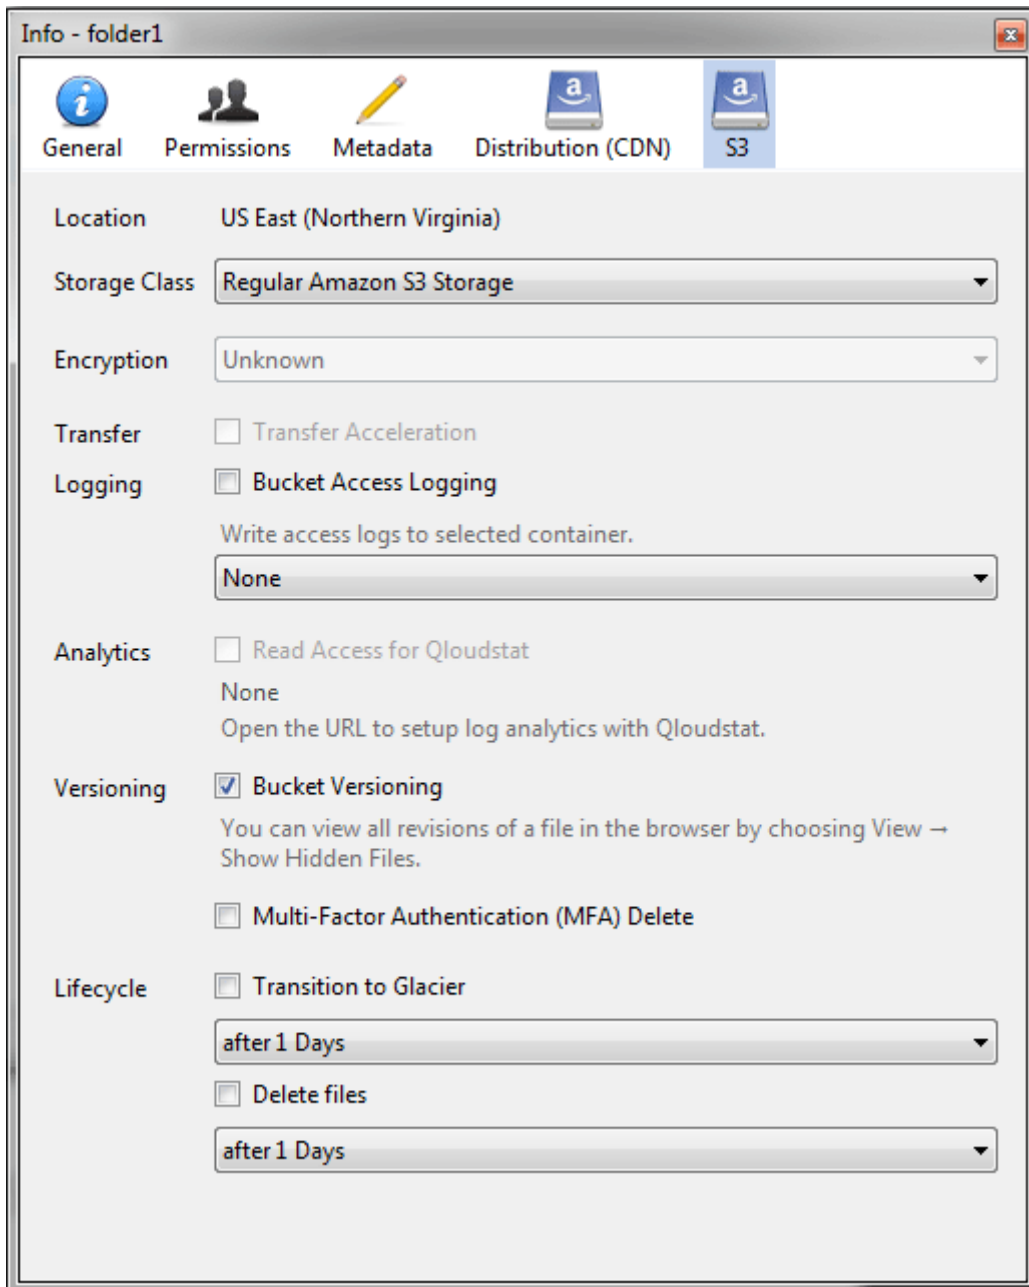 Info - folder1
General Permissions Metadata Distribution (CDN) S3
Location US East (Northern Virginia)
Storage Class Regular Amazon S3 Storage
Encryption Unknown
Transfer Transfer Acceleration
Logging Bucket Access Logging
Write access logs to selected container.
None
Analytics Read Access for Qloudstat
None
Open the URL to setup log analytics with Qloudstat.
Versioning Bucket Versioning
You can view all revisions of a file in the browser by choosing View →
Show Hidden Files.
Multi-Factor Authentication (MFA) Delete
Lifecycle Transition to Glacier
after 1 Days
Delete files
after 1 Days